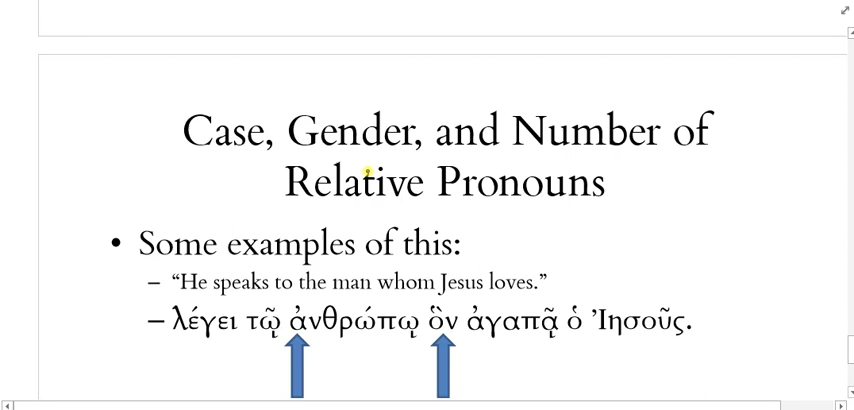 Case, Gender, and Number of
Relative Pronouns
• Some examples of this:
– “He speaks to the man whom Jesus loves.”
– λέγει τῷ ἀνθρώπῳ ὃν ἀγαπᾷ ὁ Ἰησοῦς.